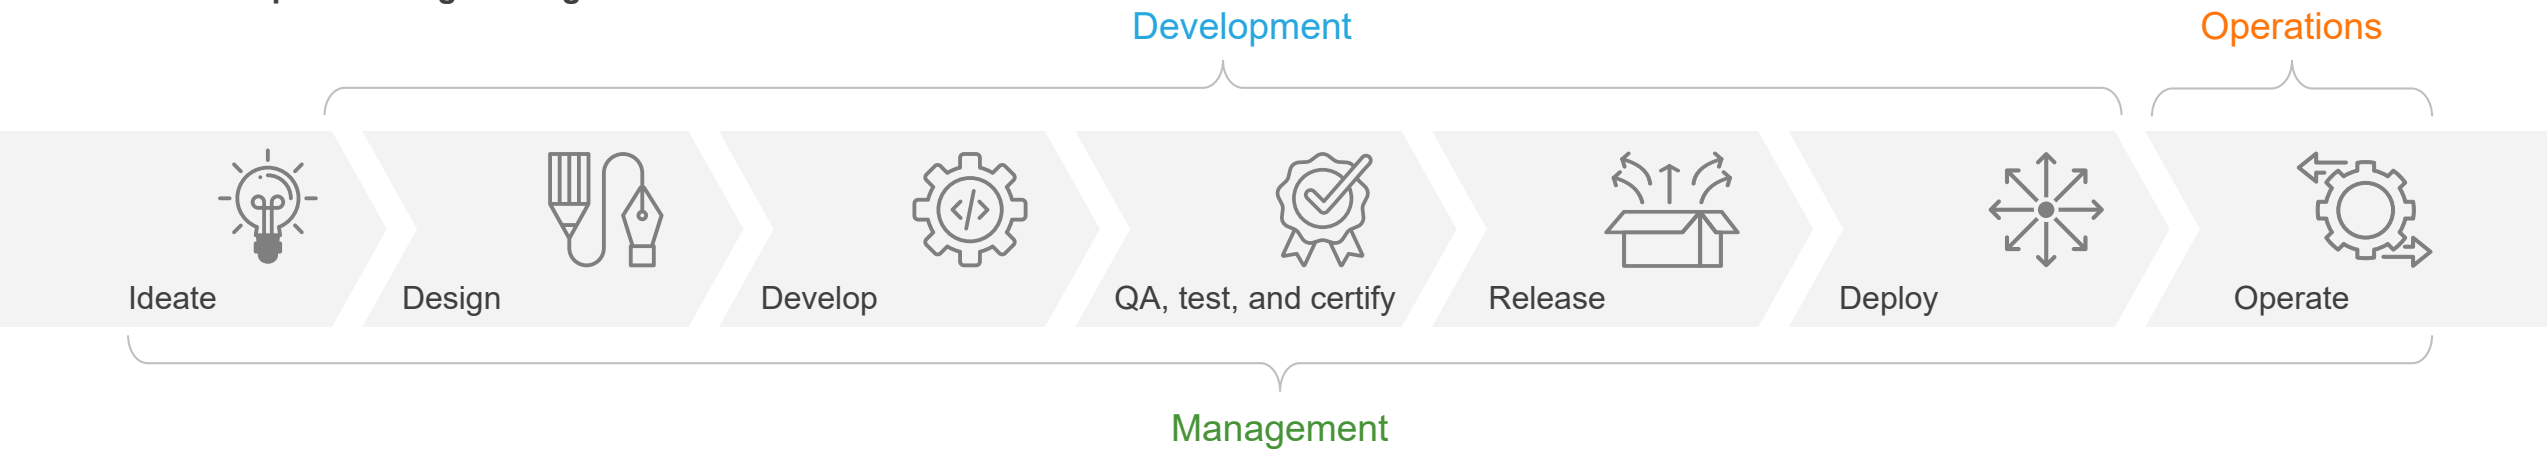 Development
Operations
Ideate
Design
Develop
QA, test, and certify
Release
Deploy
Operate
Management